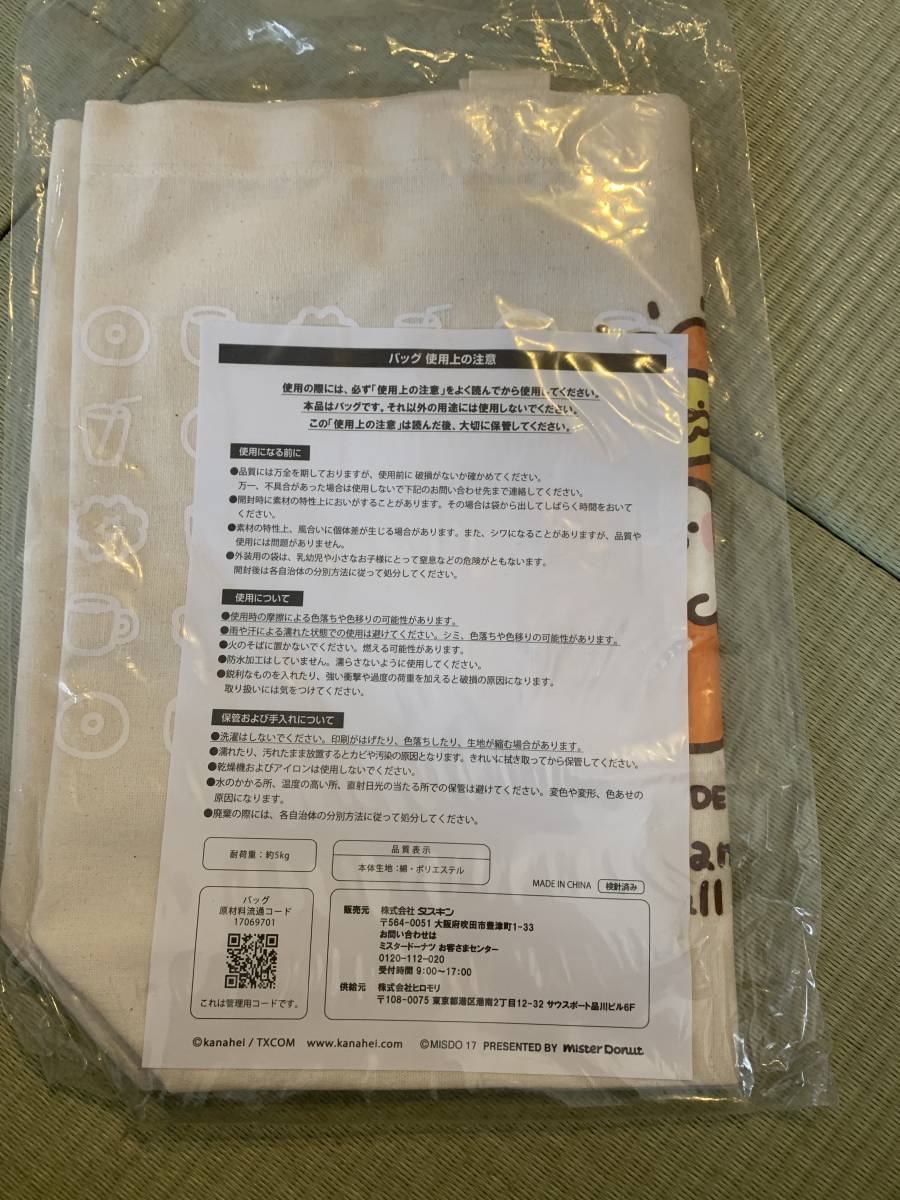 バッグ 使用上の注意
使用の際には、必ず「使用上の注意」をよく読んでから使用してください。
本品はバッグです。それ以外の用途には使用しないでください。
この「使用上の注意」は読んだ後、大切に保管してください。
使用になる前に
●品質には万全を期しておりますが、使用前に破損がないか確かめてください。
万一、不具合があった場合は使用しないで下記のお問い合わせ先まで連絡してください。
●開封時に素材の特性上においがすることがあります。その場合は袋から出してしばらく時間をおいて
ください。
●素材の特性上、風合いに個体差が生じる場合があります。また、シワになることがありますが、品質や
使用には問題がありません。
●外装用の袋は、乳幼児や小さなお子様にとって窒息などの危険がともないます。
開封後は各自治体の分別方法に従って処分してください。
使用について
●使用時の摩擦による色落ちや色移りの可能性があります。
●雨や汗による濡れた状態での使用は避けてください。シミ、色落ちや色移りの可能性があります。
●火のそばに置かないでください。燃える可能性があります。
●防水加工はしていません。濡らさないように使用してください。
●鋭利なものを入れたり、強い衝撃や過度の荷重を加えると破損の原因になります。
取り扱いには気をつけてください。
保管および手入れについて
●洗濯はしないでください。印刷がはげたり、色落ちしたり、生地が縮む場合があります。
●濡れたり、汚れたまま放置するとカビや汚染の原因となります。きれいに拭き取ってから保管してください。
●乾燥機およびアイロンは使用しないでください。
●水のかかる所、温度の高い所、直射日光の当たる所での保管は避けてください。変色や変形、色あせの
原因になります。
●廃棄の際には、各自治体の分別方法に従って処分してください。
耐荷重：約5kg
品質表示
本体生地：綿・ポリエステル
MADE IN CHINA 検針済み
バッグ
原材料流通コード
17069701
これは管理用コードです。
販売元 株式会社 ダスキン
〒564-0051 大阪府吹田市豊津町1-33
お問い合わせは
ミスタードーナツ お客さまセンター
0120-112-020
受付時間 9:00〜17:00
供給元 株式会社ヒロモリ
〒108-0075 東京都港区港南2丁目12-32 サウスポート品川ビル6F
©kanahei / TXCOM www.kanahei.com ©MISDO 17 PRESENTED BY mister Donut
DE
an
all